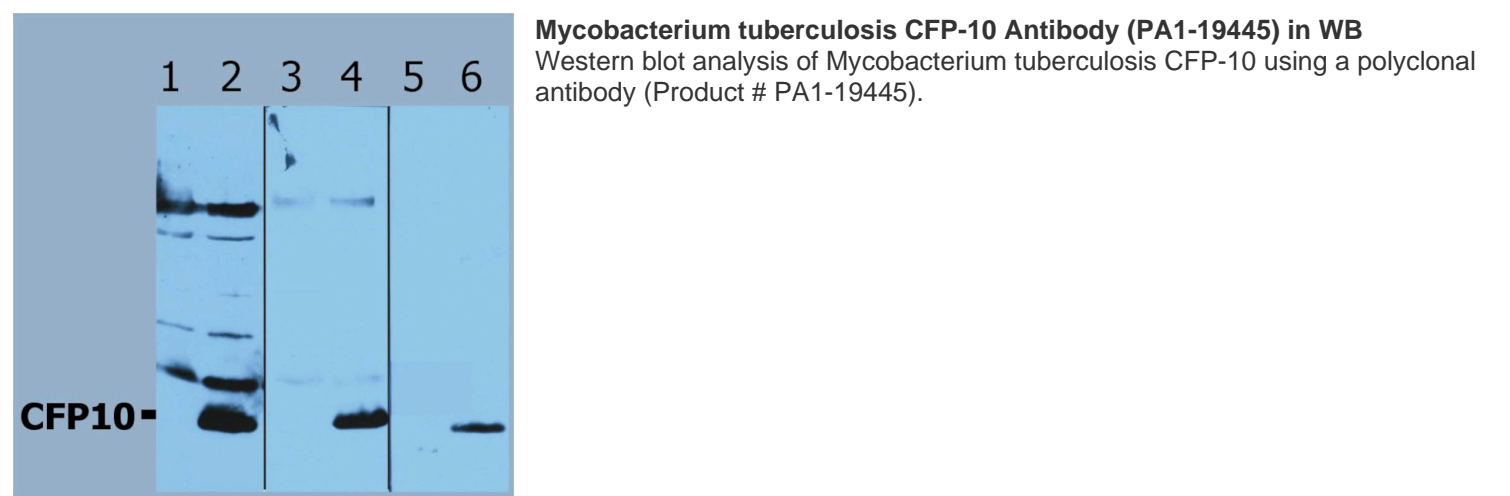 Mycobacterium tuberculosis CFP-10 Antibody (PA1-19445) in WB
Western blot analysis of Mycobacterium tuberculosis CFP-10 using a polyclonal
antibody (Product # PA1-19445).
1 2 3 4 5 6
CFP10